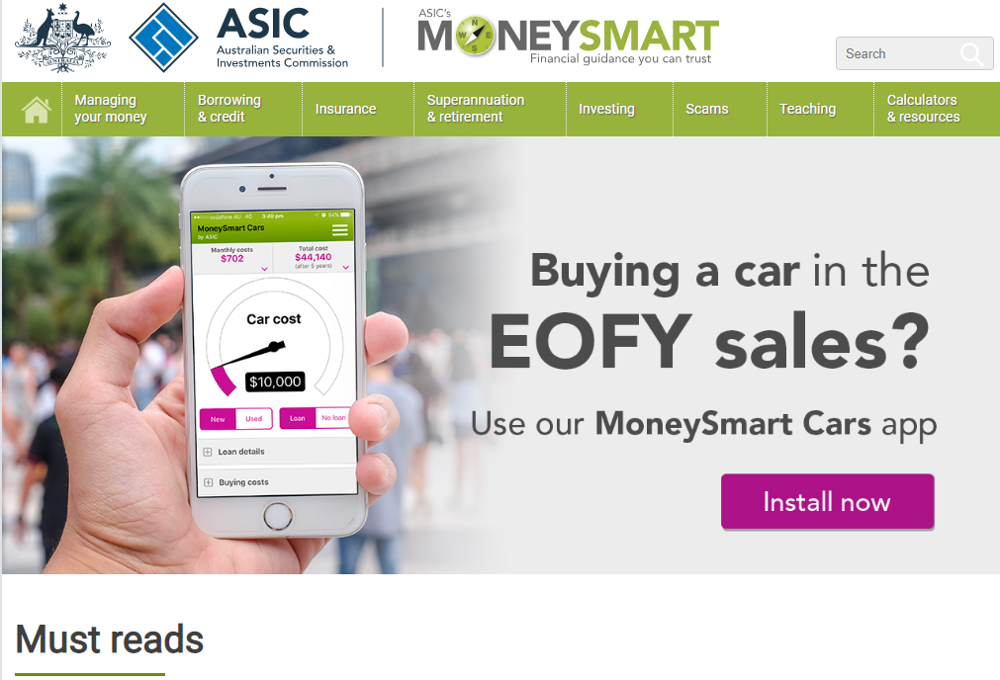 AUSTRALIA
ASIC
Australian Securities &
Investments Commission
ASIC's
MONEYSMART
N
W E
S
Financial guidance you can trust
Search
Managing
your money
Borrowing
& credit
Insurance
Superannuation
& retirement
Investing
Scams
Teaching
Calculators
& resources
vodafone AU 4G 3:49 pm 94%
MoneySmart Cars
by ASIC
Monthly costs
$702
Total cost
$44,140
(after 5 years)
Car cost
$10,000
New Used Loan No loan
Loan details
Buying costs
Buying a car in the
EOFY sales?
Use our MoneySmart Cars app
Install now
Must reads